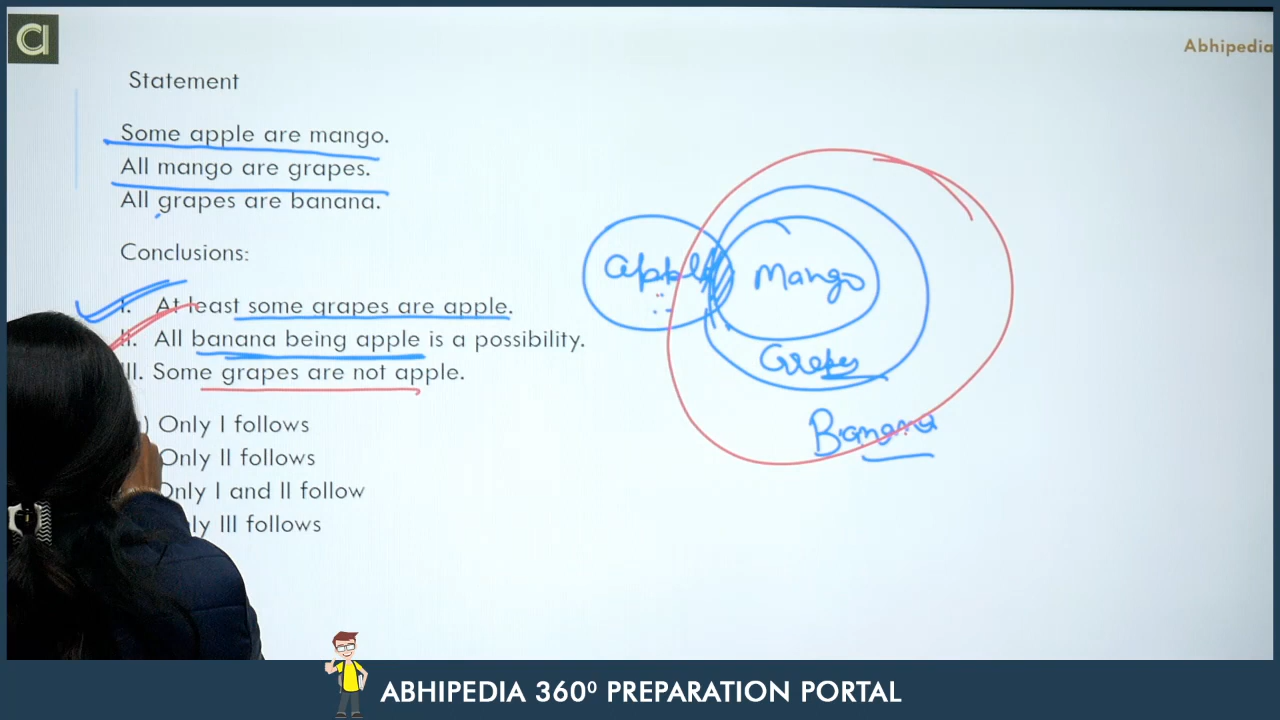 a
Abhipedia
Statement
Some apple are mango.
All mango are grapes.
All grapes are banana.
Conclusions:
I. At least some grapes are apple.
II. All banana being apple is a possibility.
III. Some grapes are not apple.
) Only I follows
Only II follows
Only I and II follow
Only III follows
apple
Mango
Grapes
Banana
ABHIPEDIA 360⁰ PREPARATION PORTAL